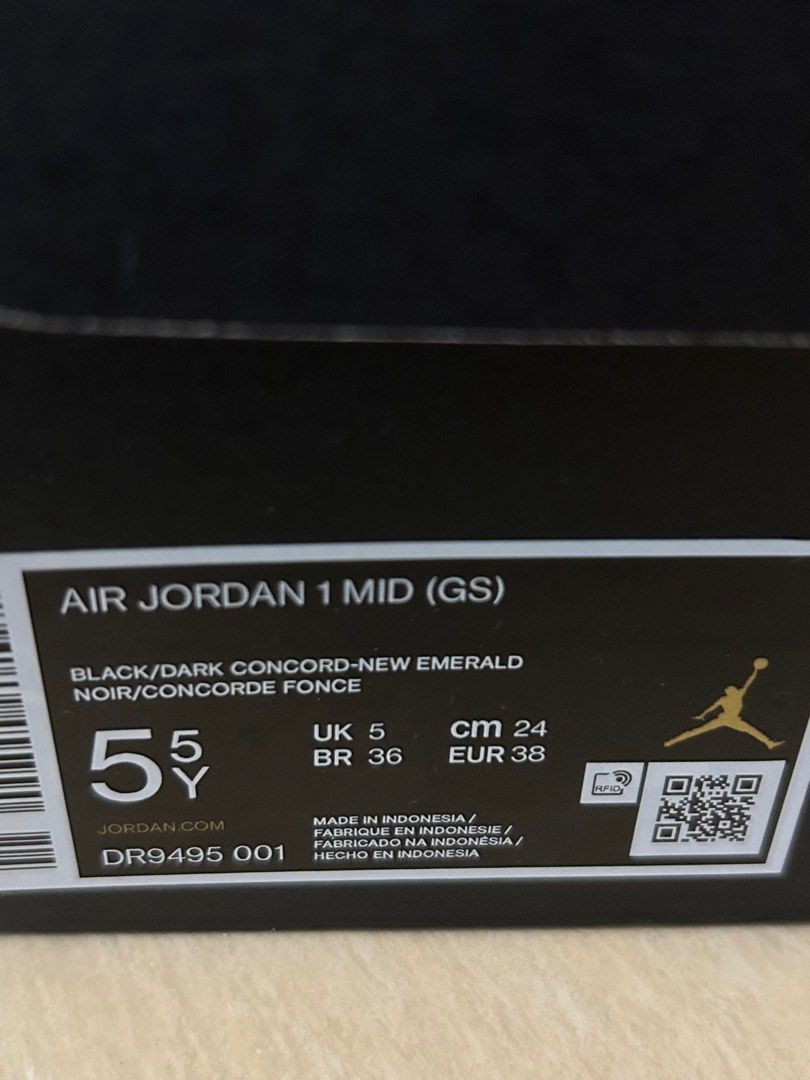 AIR JORDAN 1 MID (GS)
BLACK/DARK CONCORD-NEW EMERALD
NOIR/CONCORDE FONCE
5 5Y
UK 5 cm 24
BR 36 EUR 38
JORDAN.COM
DR9495 001
MADE IN INDONESIA /
FABRIQUE EN INDONESIE /
FABRICADO NA INDONÉSIA /
HECHO EN INDONESIA
RFID